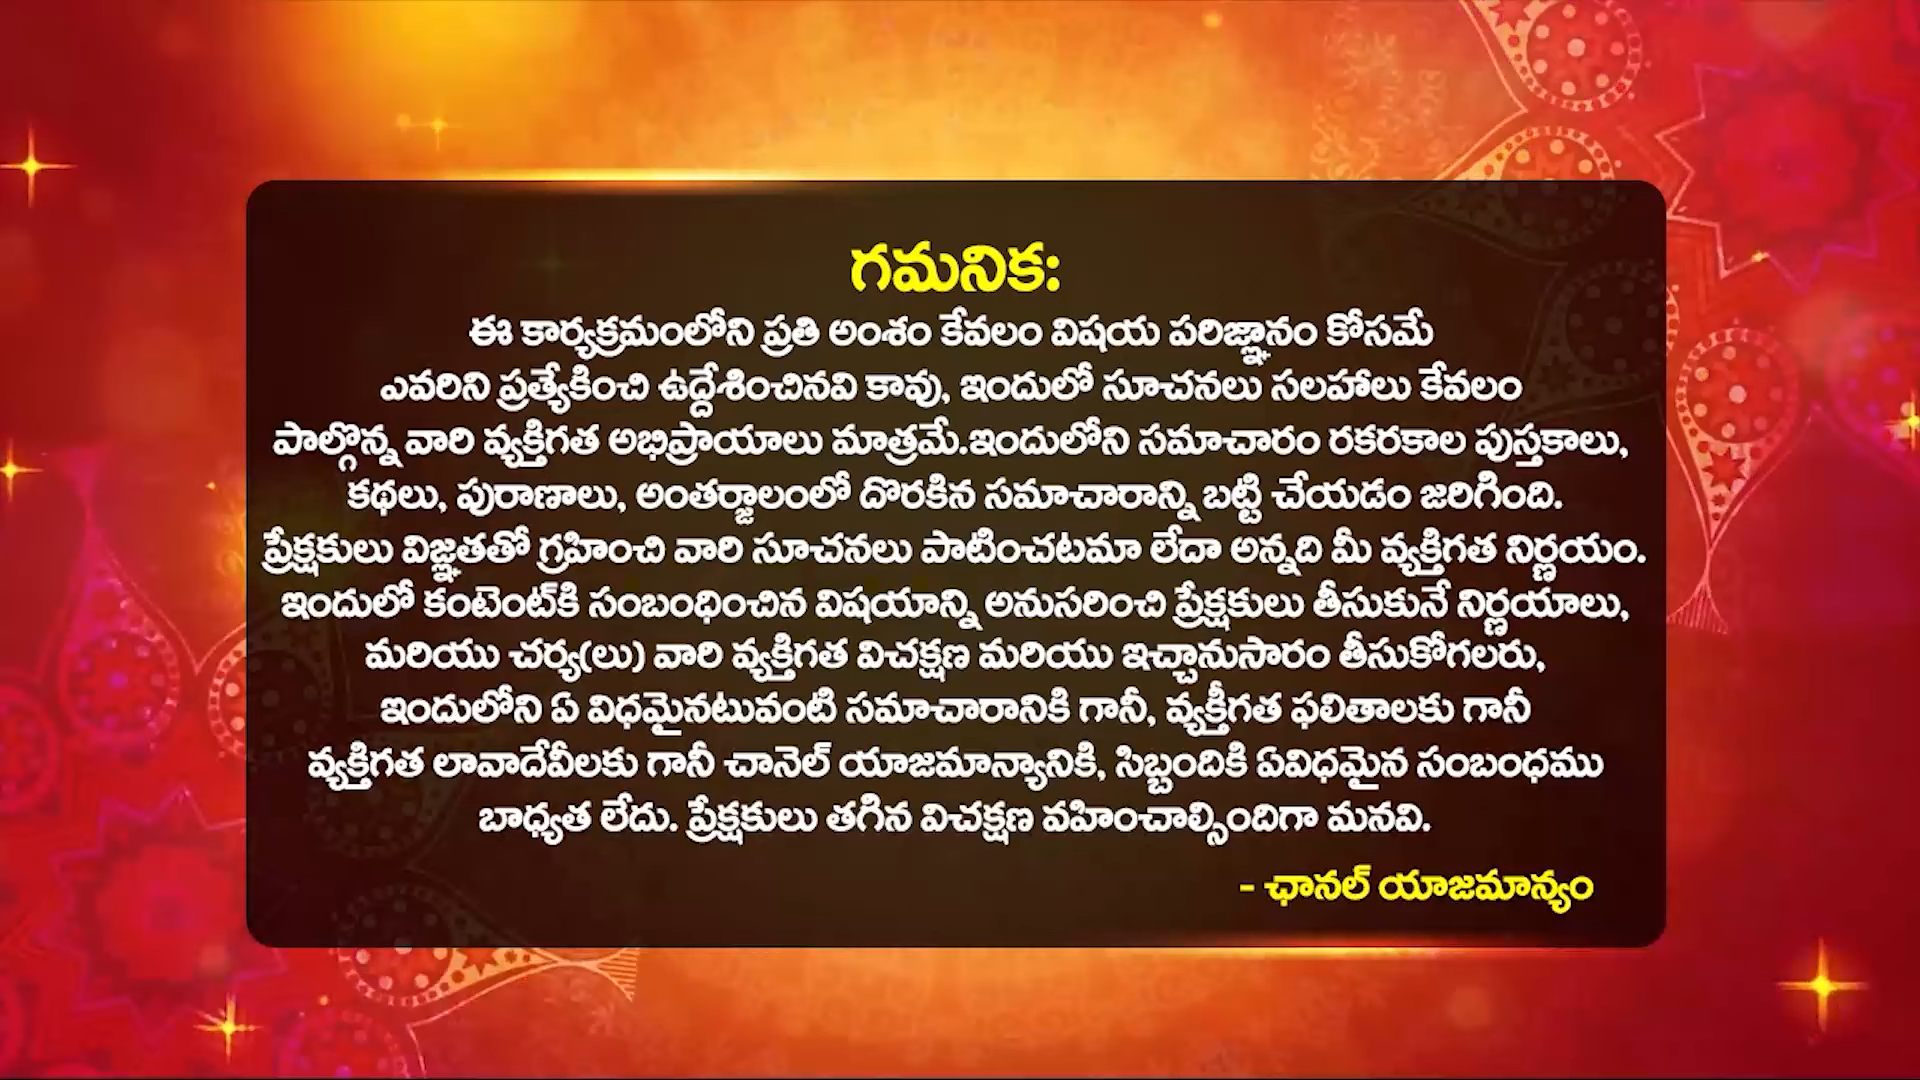 గమనిక:
ఈ కార్యక్రమంలోని ప్రతి అంశం కేవలం విషయ పరిజ్ఞానం కోసమే
ఎవరిని ప్రత్యేకించి ఉద్దేశించినవి కావు, ఇందులో సూచనలు సలహాలు కేవలం
పాల్గొన్న వారి వ్యక్తిగత అభిప్రాయాలు మాత్రమే.ఇందులోని సమాచారం రకరకాల పుస్తకాలు,
కథలు, పురాణాలు, అంతర్జాలంలో దొరకిన సమాచారాన్ని బట్టి చేయడం జరిగింది.
ప్రేక్షకులు విజ్ఞతతో గ్రహించి వారి సూచనలు పాటించటమా లేదా అన్నది మీ వ్యక్తిగత నిర్ణయం.
ఇందులో కంటెంట్‌కి సంబంధించిన విషయాన్ని అనుసరించి ప్రేక్షకులు తీసుకునే నిర్ణయాలు,
మరియు చర్య(లు) వారి వ్యక్తిగత విచక్షణ మరియు ఇచ్చానుసారం తీసుకోగలరు,
ఇందులోని ఏ విధమైనటువంటి సమాచారానికి గానీ, వ్యక్తీగత ఫలితాలకు గానీ
వ్యక్తిగత లావాదేవీలకు గానీ చానెల్ యాజమాన్యానికి, సిబ్బందికి ఏవిధమైన సంబంధము
బాధ్యత లేదు. ప్రేక్షకులు తగిన విచక్షణ వహించాల్సిందిగా మనవి.
- ఛానల్ యాజమాన్యం